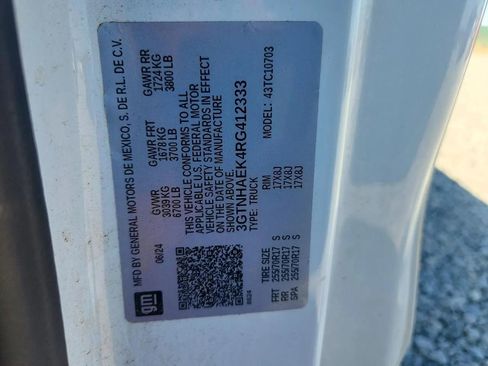 MFD BY GENERAL MOTORS DE MEXICO, S. DE R.L. DE C.V.
06/24
GVWR GAWR FRT GAWR RR
3039 KG 1678 KG 1724 KG
6700 LB 3700 LB 3800 LB
THIS VEHICLE CONFORMS TO ALL
APPLICABLE U.S. FEDERAL MOTOR
VEHICLE SAFETY STANDARDS IN EFFECT
ON THE DATE OF MANUFACTURE
SHOWN ABOVE.
3GTNHAEK4RG412333
TYPE: TRUCK 43TC10703
TIRE SIZE RIM
FRT 255/70R17 S 17X8J
RR 255/70R17 S 17X8J
SPA 255/70R17 S 17X8J
gm